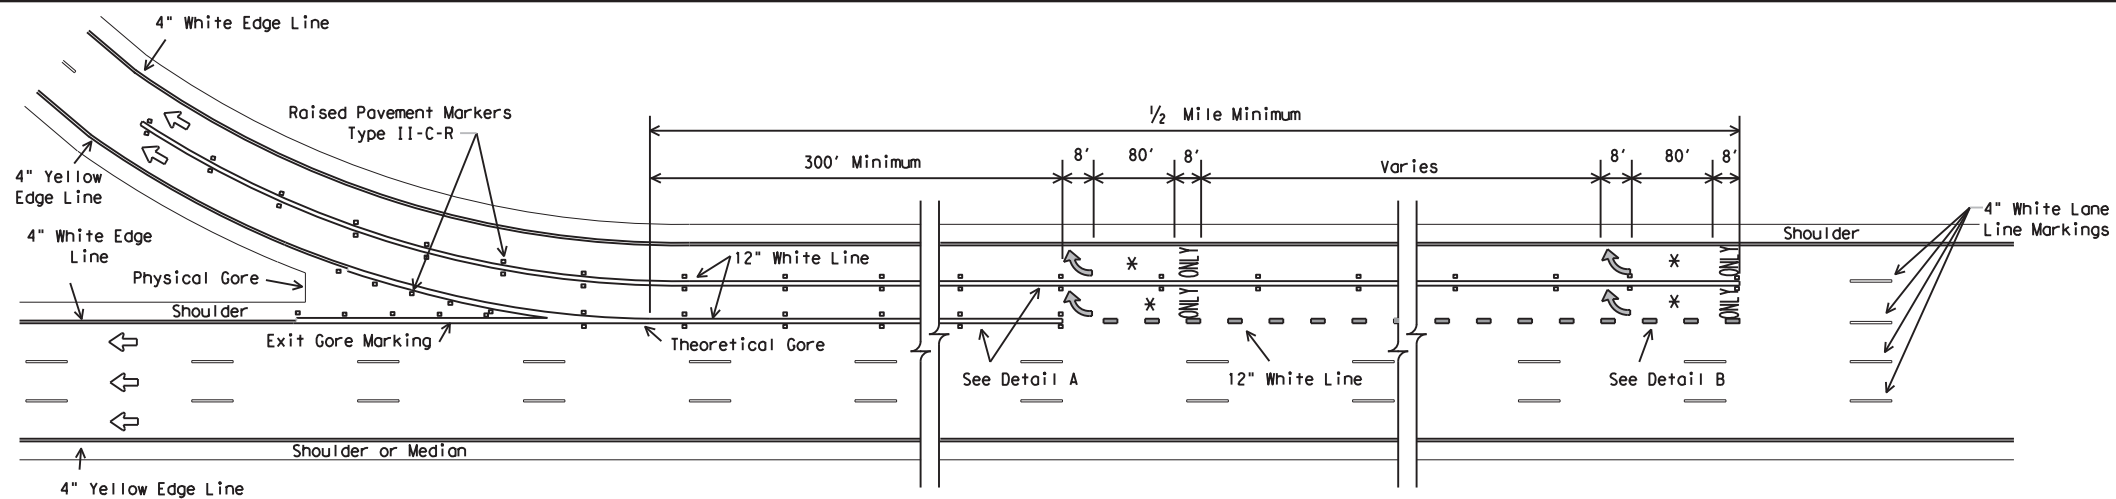 4" White Edge Line
Raised Pavement Markers
Type II-C-R
½ Mile Minimum
300' Minimum
8'
80'
8'
Varies
8'
80'
8'
4" Yellow
Edge Line
4" White Edge
Line
Physical Gore
Shoulder
Exit Gore Marking
12" White Line
Theoretical Gore
See Detail A
*
*
ONLY
ONLY
12" White Line
*
*
ONLY
ONLY
See Detail B
Shoulder
4" White Lane
Line Markings
Shoulder or Median
4" Yellow Edge Line